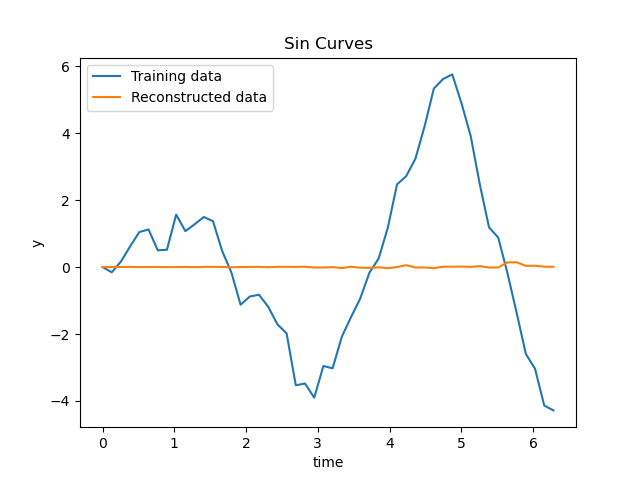 Sin Curves
Training data
Reconstructed data
y
6
4
2
0
−2
−4
0 1 2 3 4 5 6
time